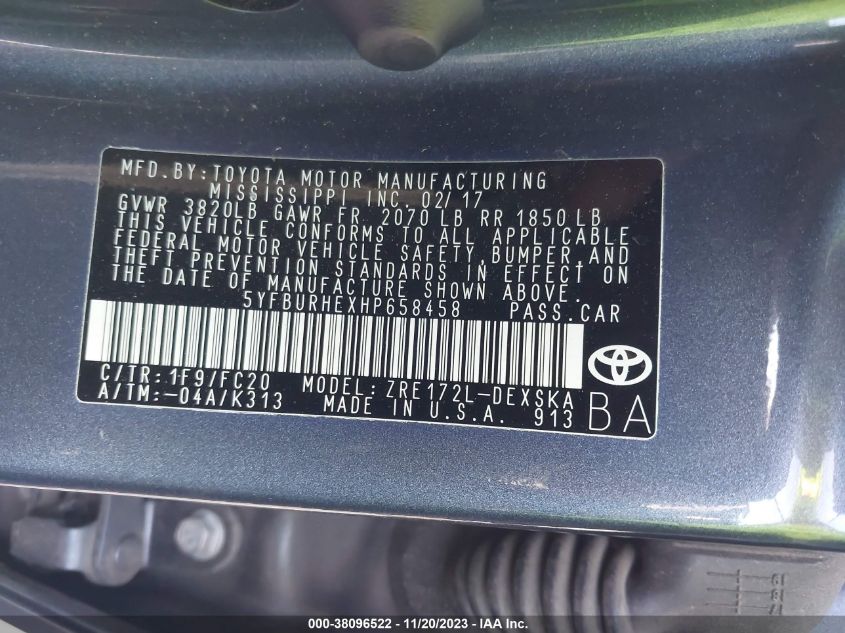 MFD.BY:TOYOTA MOTOR MANUFACTURING
MISSISSIPPI INC. 02/17
GVWR 3820LB GAWR FR. 2070 LB RR 1850 LB
THIS VEHICLE CONFORMS TO ALL APPLICABLE
FEDERAL MOTOR VEHICLE SAFETY, BUMPER, AND
THEFT PREVENTION STANDARDS IN EFFECT ON
THE DATE OF MANUFACTURE SHOWN ABOVE.
5YFBURHEXHP658458 PASS.CAR
C/TR:1F9/FC20 MODEL:ZRE172L-DEXSKA
A/TM:-04A/K313 MADE IN U.S.A. 913
BA
000-38096522 - 11/20/2023 - IAA Inc.